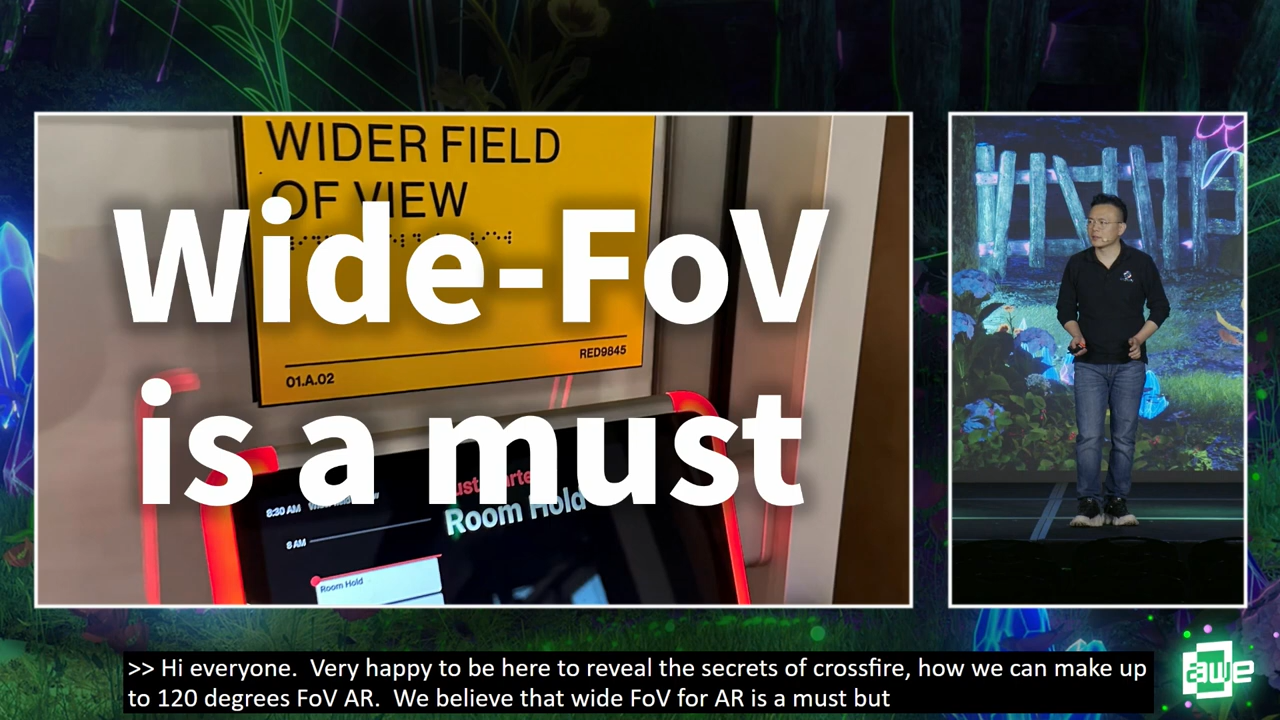 WIDER FIELD
OF VIEW
Wide-FoV
RED9845
01.A.02
is a must
8:30 AM
Room Hold
9 AM
Room Hold
>> Hi everyone.  Very happy to be here to reveal the secrets of crossfire, how we can make up
to 120 degrees FoV AR.  We believe that wide FoV for AR is a must but
awe